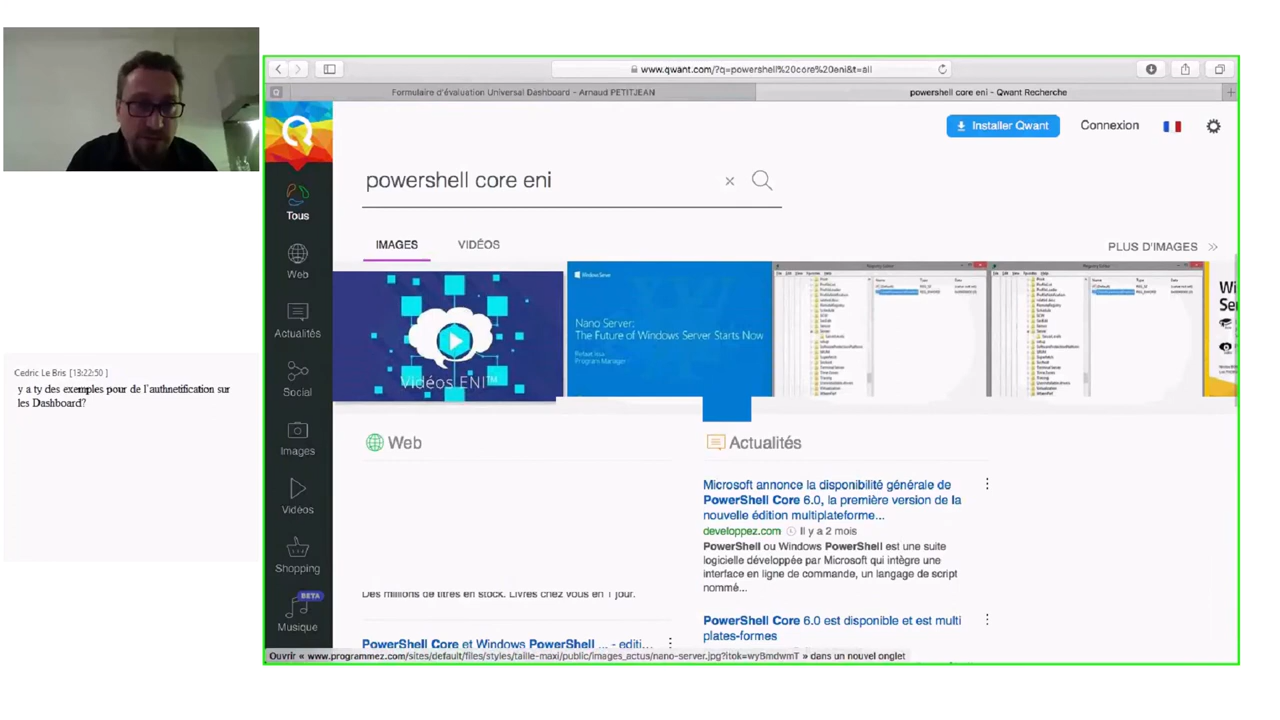 www.qwant.com/?q=powershell%20core%20eni&t=all
Formulaire d'évaluation Universal Dashboard - Arnaud PETITJEAN
powershell core eni - Qwant Recherche
Installer Qwant
Connexion
powershell core eni
Tous
IMAGES
VIDÉOS
PLUS D'IMAGES
Web
Actualités
Social
Images
Vidéos
Shopping
BETA
Musique
Vidéos ENI™
Windows Server
Nano Server:
The Future of Windows Server Starts Now
Program Manager
Cedric Le Bris [13:22:50 ]
y a ty des exemples pour de l'authnetification sur
les Dashboard?
Web
Des millions de titres en stock. Livres chez vous en 1 jour.
PowerShell Core et Windows PowerShell ... - editi...
Actualités
Microsoft annonce la disponibilité générale de
PowerShell Core 6.0, la première version de la
nouvelle édition multiplateforme...
developpez.com Il y a 2 mois
PowerShell ou Windows PowerShell est une suite
logicielle développée par Microsoft qui intègre une
interface en ligne de commande, un langage de script
nommé...
PowerShell Core 6.0 est disponible et est multi
plates-formes
Ouvrir « www.programmez.com/sites/default/files/styles/taille-maxi/public/images_actus/nano-server.jpg?itok=wyBmdwmT » dans un nouvel onglet